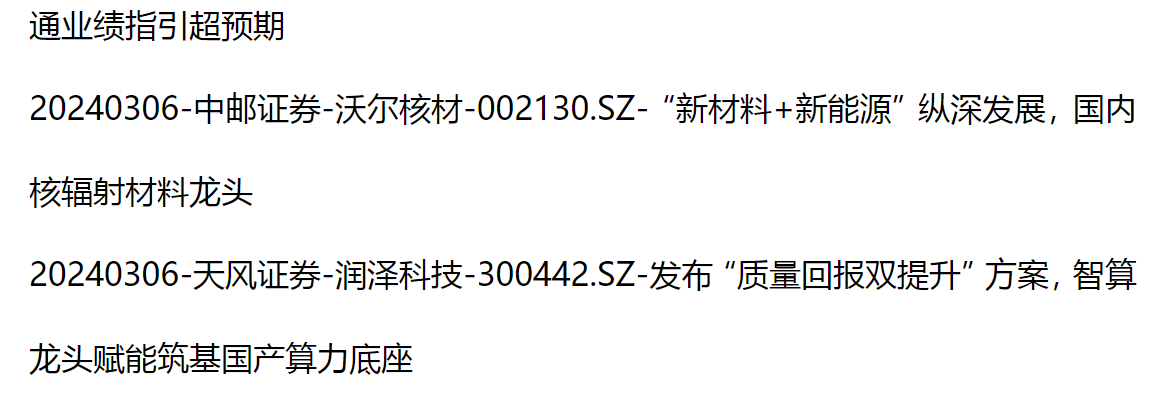 通业绩指引超预期
20240306-中邮证券-沃尔核材-002130.SZ-“新材料+新能源”纵深发展，国内
核辐射材料龙头
20240306-天风证券-润泽科技-300442.SZ-发布“质量回报双提升”方案，智算
龙头赋能筑基国产算力底座